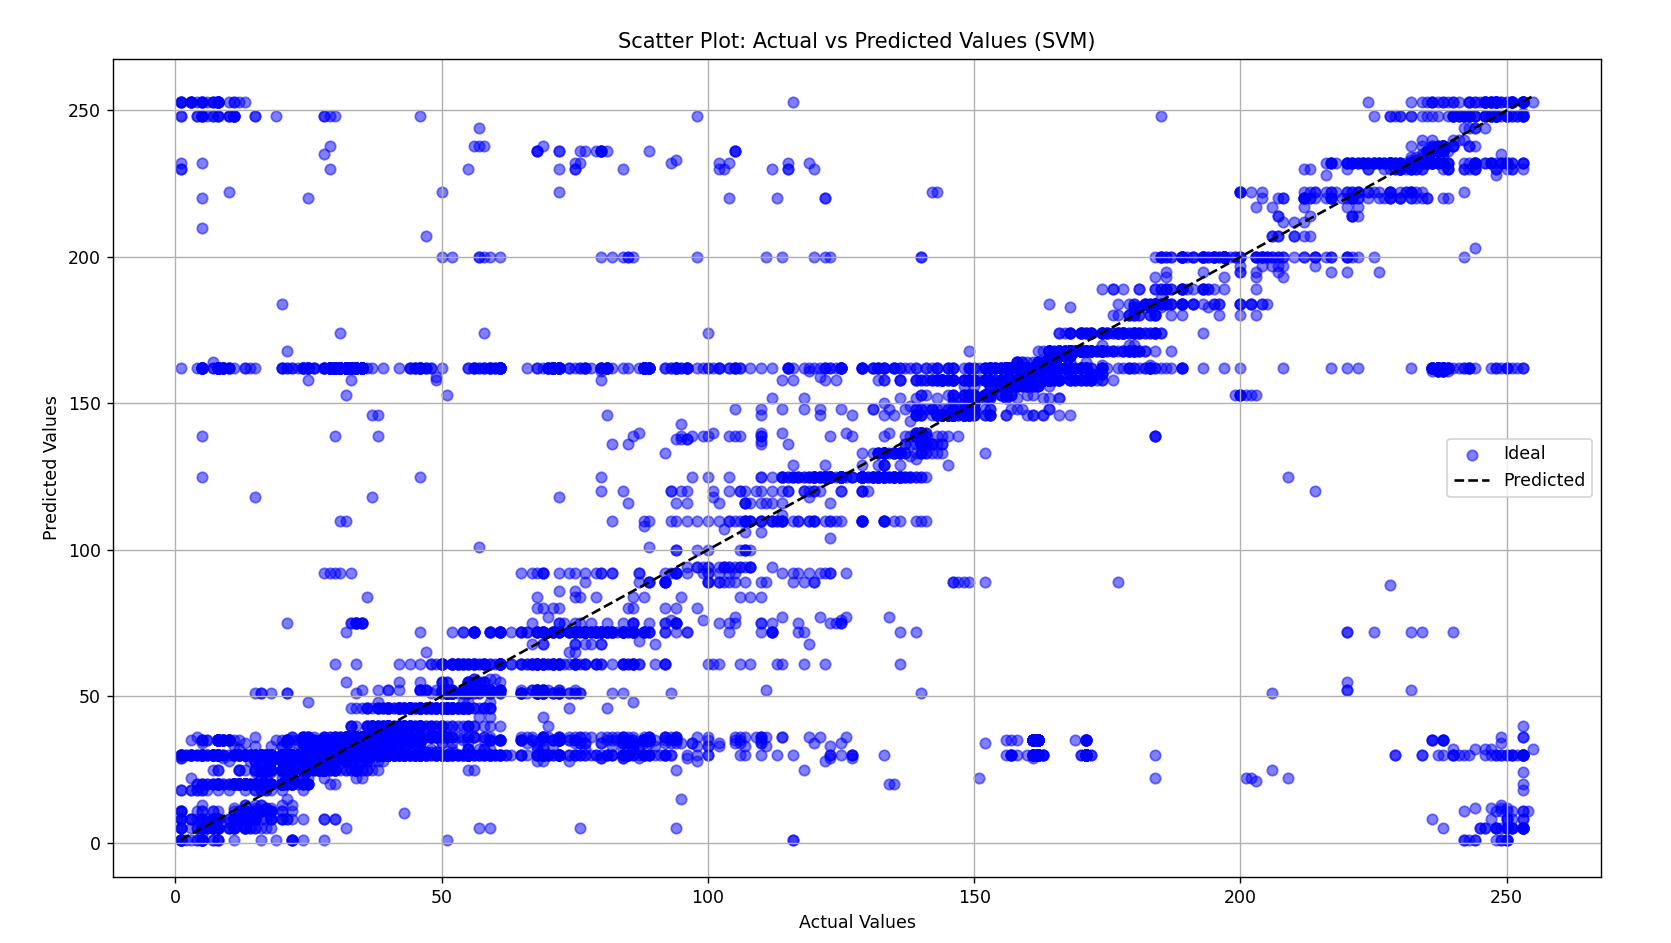 Scatter Plot: Actual vs Predicted Values (SVM)
250
200
150
100
50
0
Predicted Values
Ideal
Predicted
0 50 100 150 200 250
Actual Values